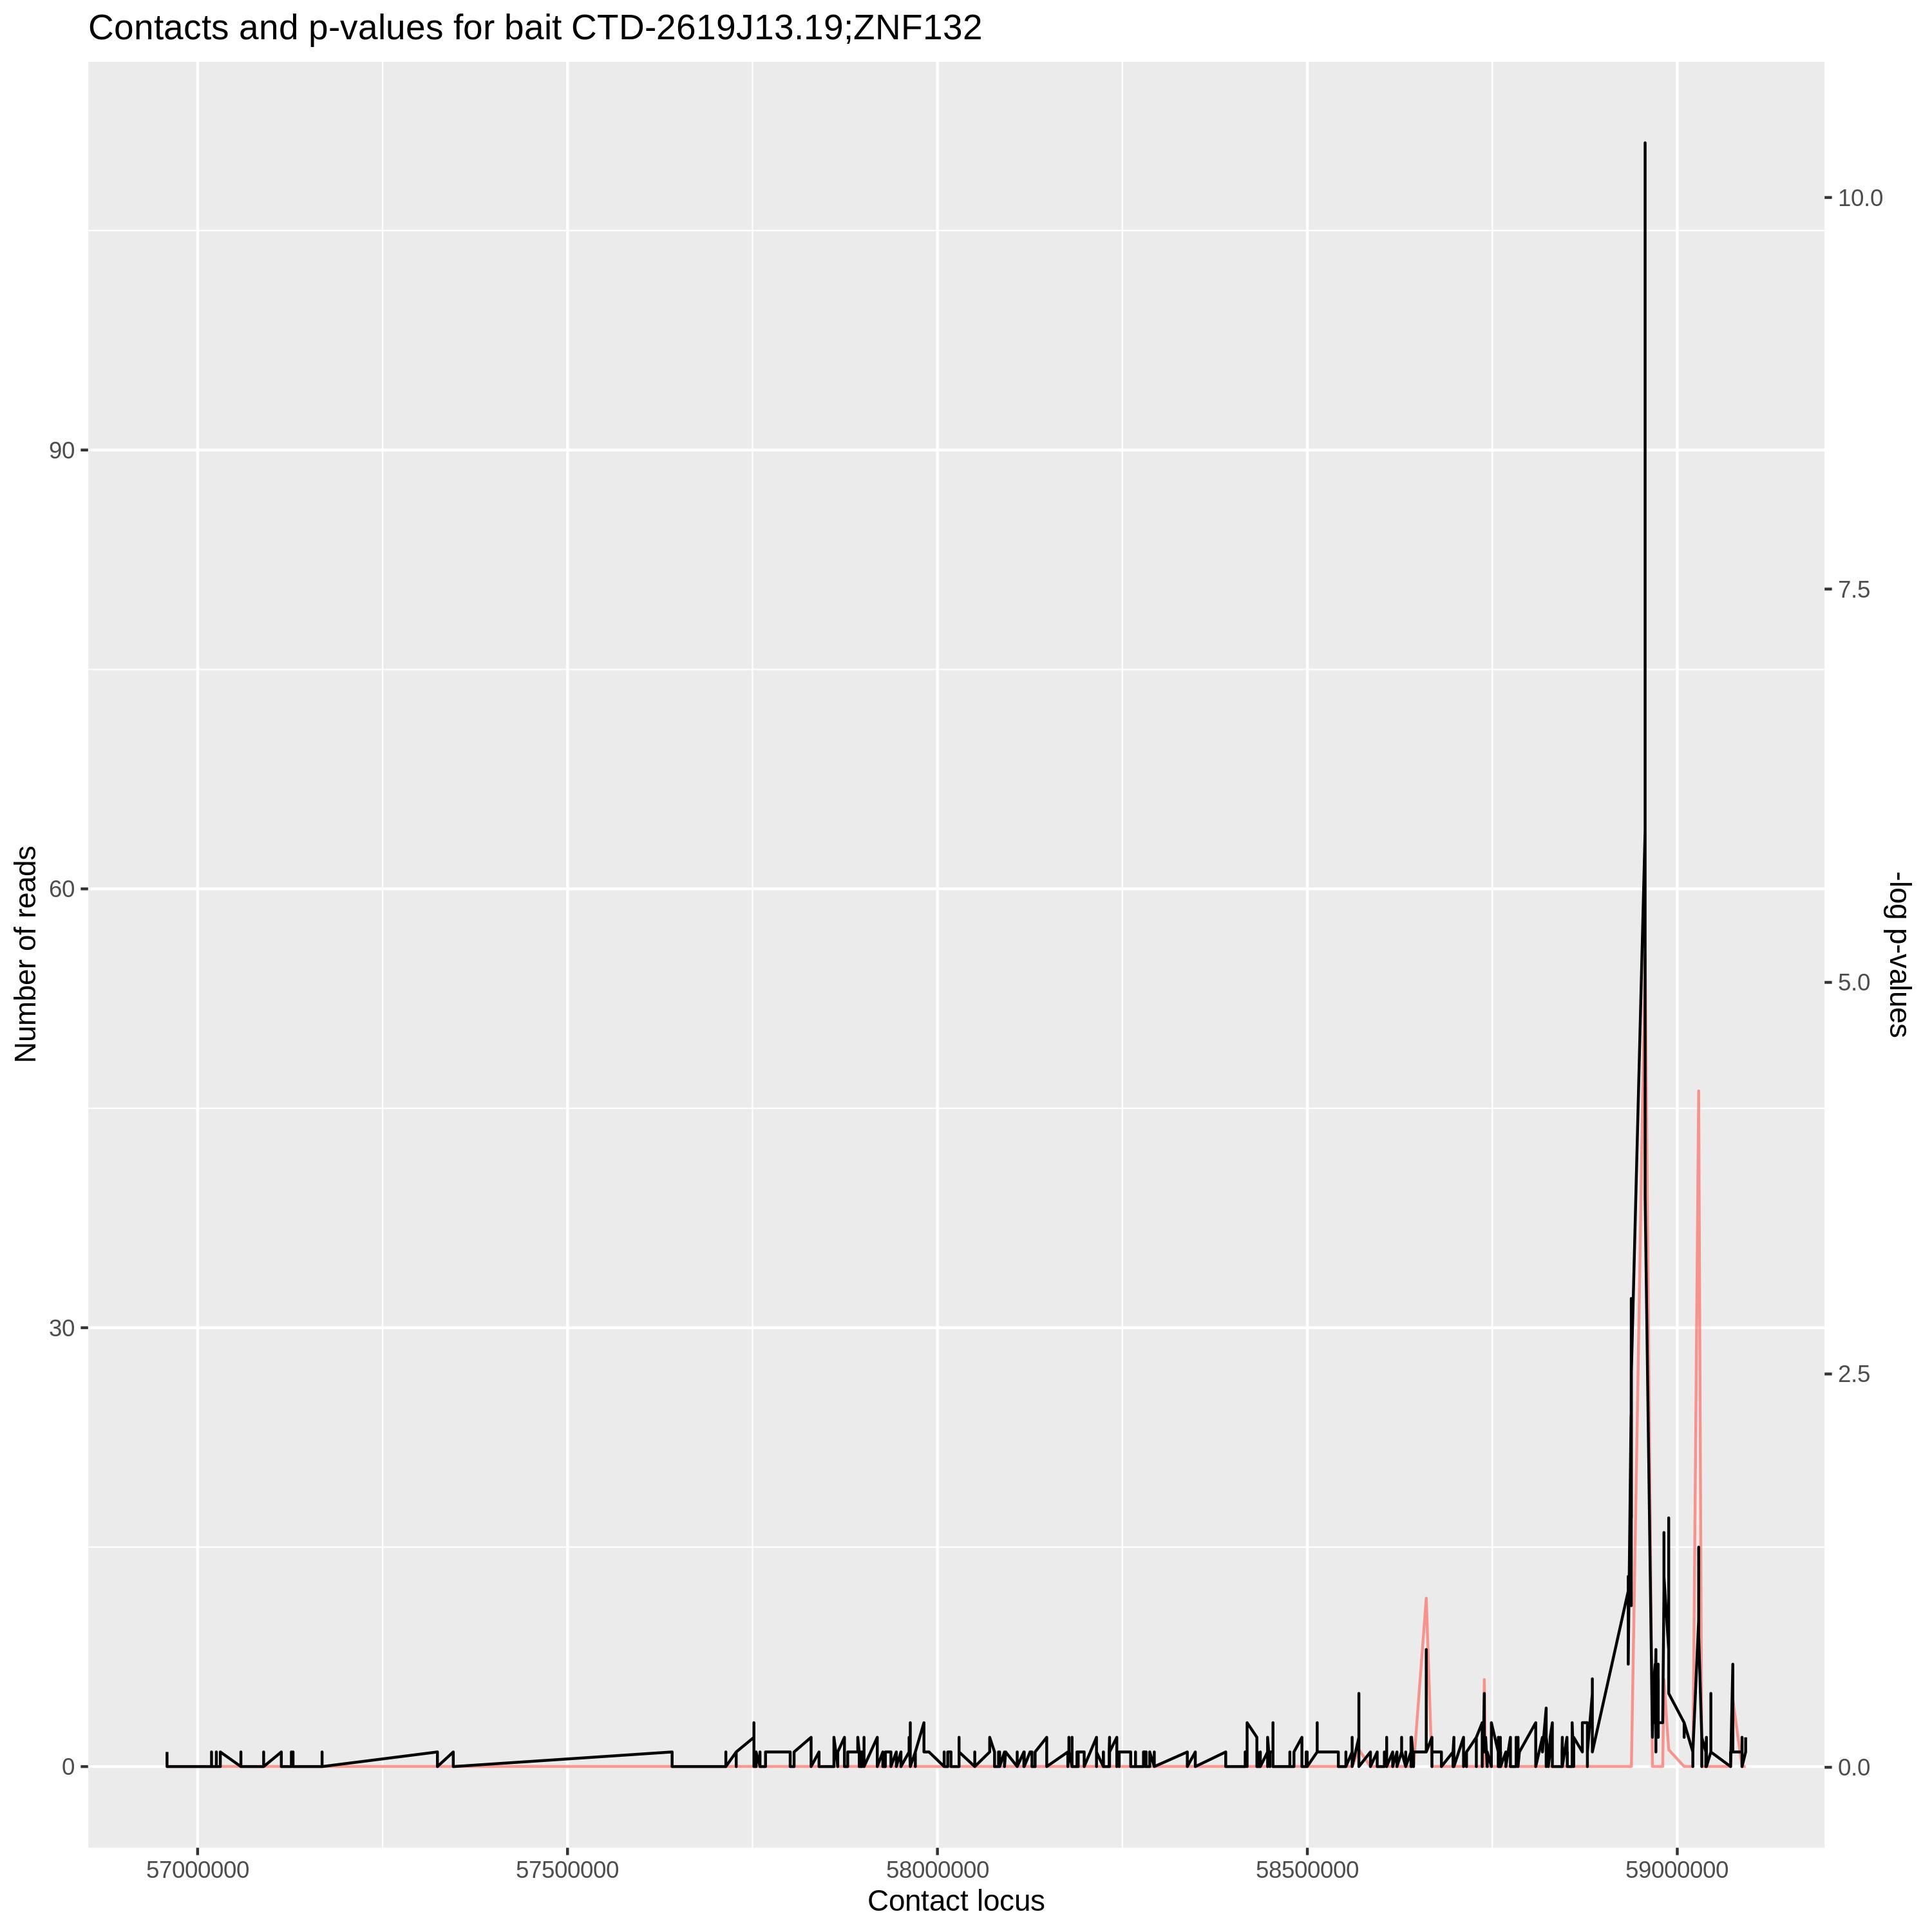 Contacts and p-values for bait CTD-2619J13.19;ZNF132
10.0
90
7.5
Number of reads
60
-log p-values
5.0
30
2.5
0
0.0
57000000 57500000 58000000 58500000 59000000
Contact locus